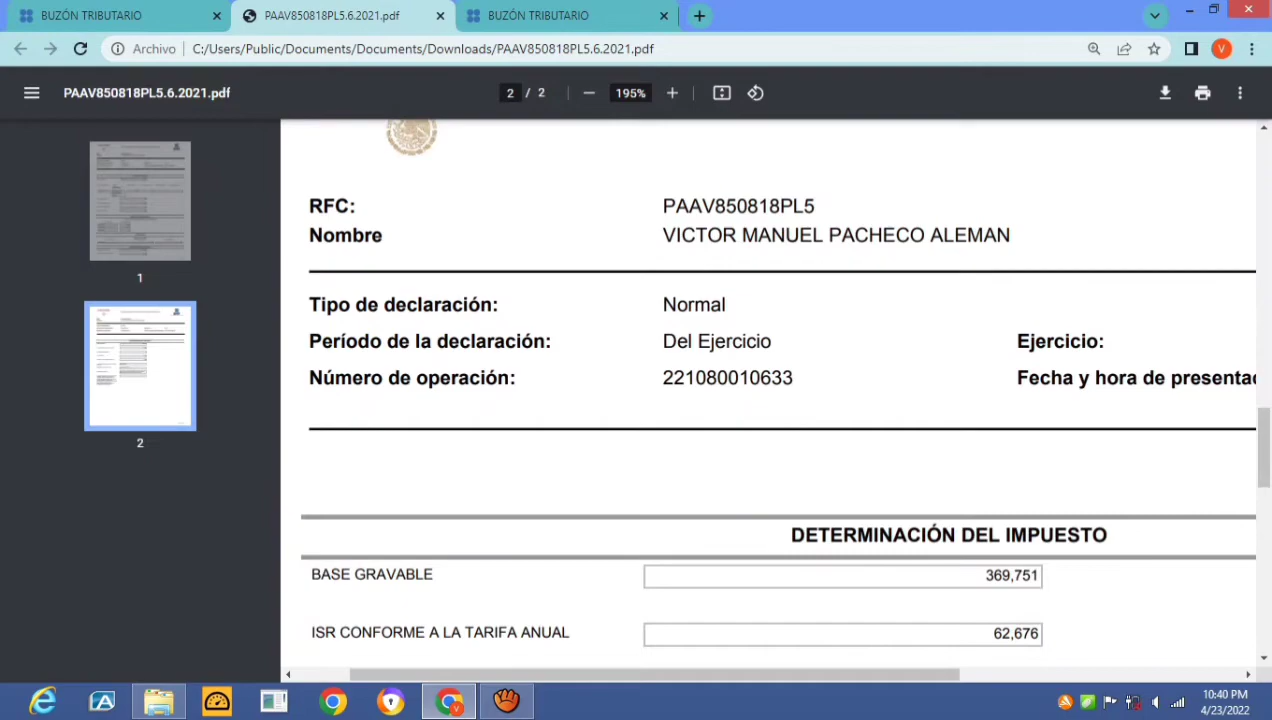 BUZÓN TRIBUTARIO
PAAV850818PL5.6.2021.pdf
BUZÓN TRIBUTARIO
Archivo
C:/Users/Public/Documents/Documents/Downloads/PAAV850818PL5.6.2021.pdf
V
PAAV850818PL5.6.2021.pdf
2 / 2
195%
1
2
RFC: PAAV850818PL5
Nombre VICTOR MANUEL PACHECO ALEMAN
Tipo de declaración: Normal
Período de la declaración: Del Ejercicio Ejercicio:
Número de operación: 221080010633 Fecha y hora de presentac
DETERMINACIÓN DEL IMPUESTO
BASE GRAVABLE 369,751
ISR CONFORME A LA TARIFA ANUAL 62,676
10:40 PM
4/23/2022